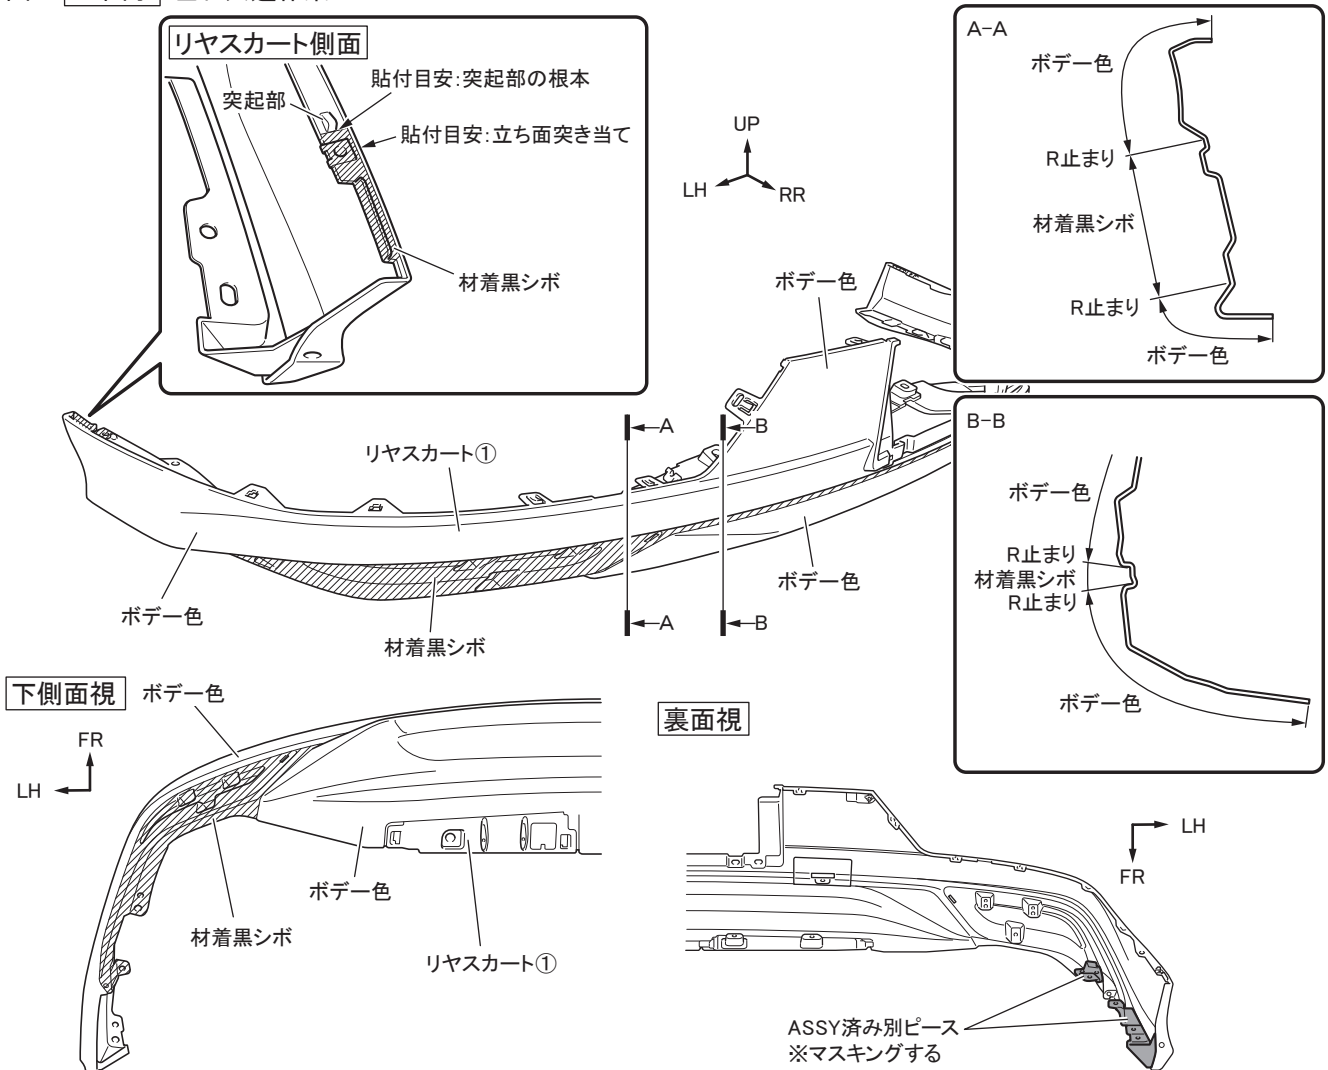 リヤスカート側面
突起部
貼付目安:突起部の根本
貼付目安:立ち面突き当て
材着黒シボ
UP
LH
RR
A-A
ボデー色
R止まり
材着黒シボ
R止まり
ボデー色
ボデー色
リヤスカート①
A
B
ボデー色
ボデー色
材着黒シボ
A
B
B-B
ボデー色
R止まり
材着黒シボ
R止まり
ボデー色
下側面視
ボデー色
FR
LH
ボデー色
材着黒シボ
リヤスカート①
裏面視
LH
FR
ASSY済み別ピース
※マスキングする